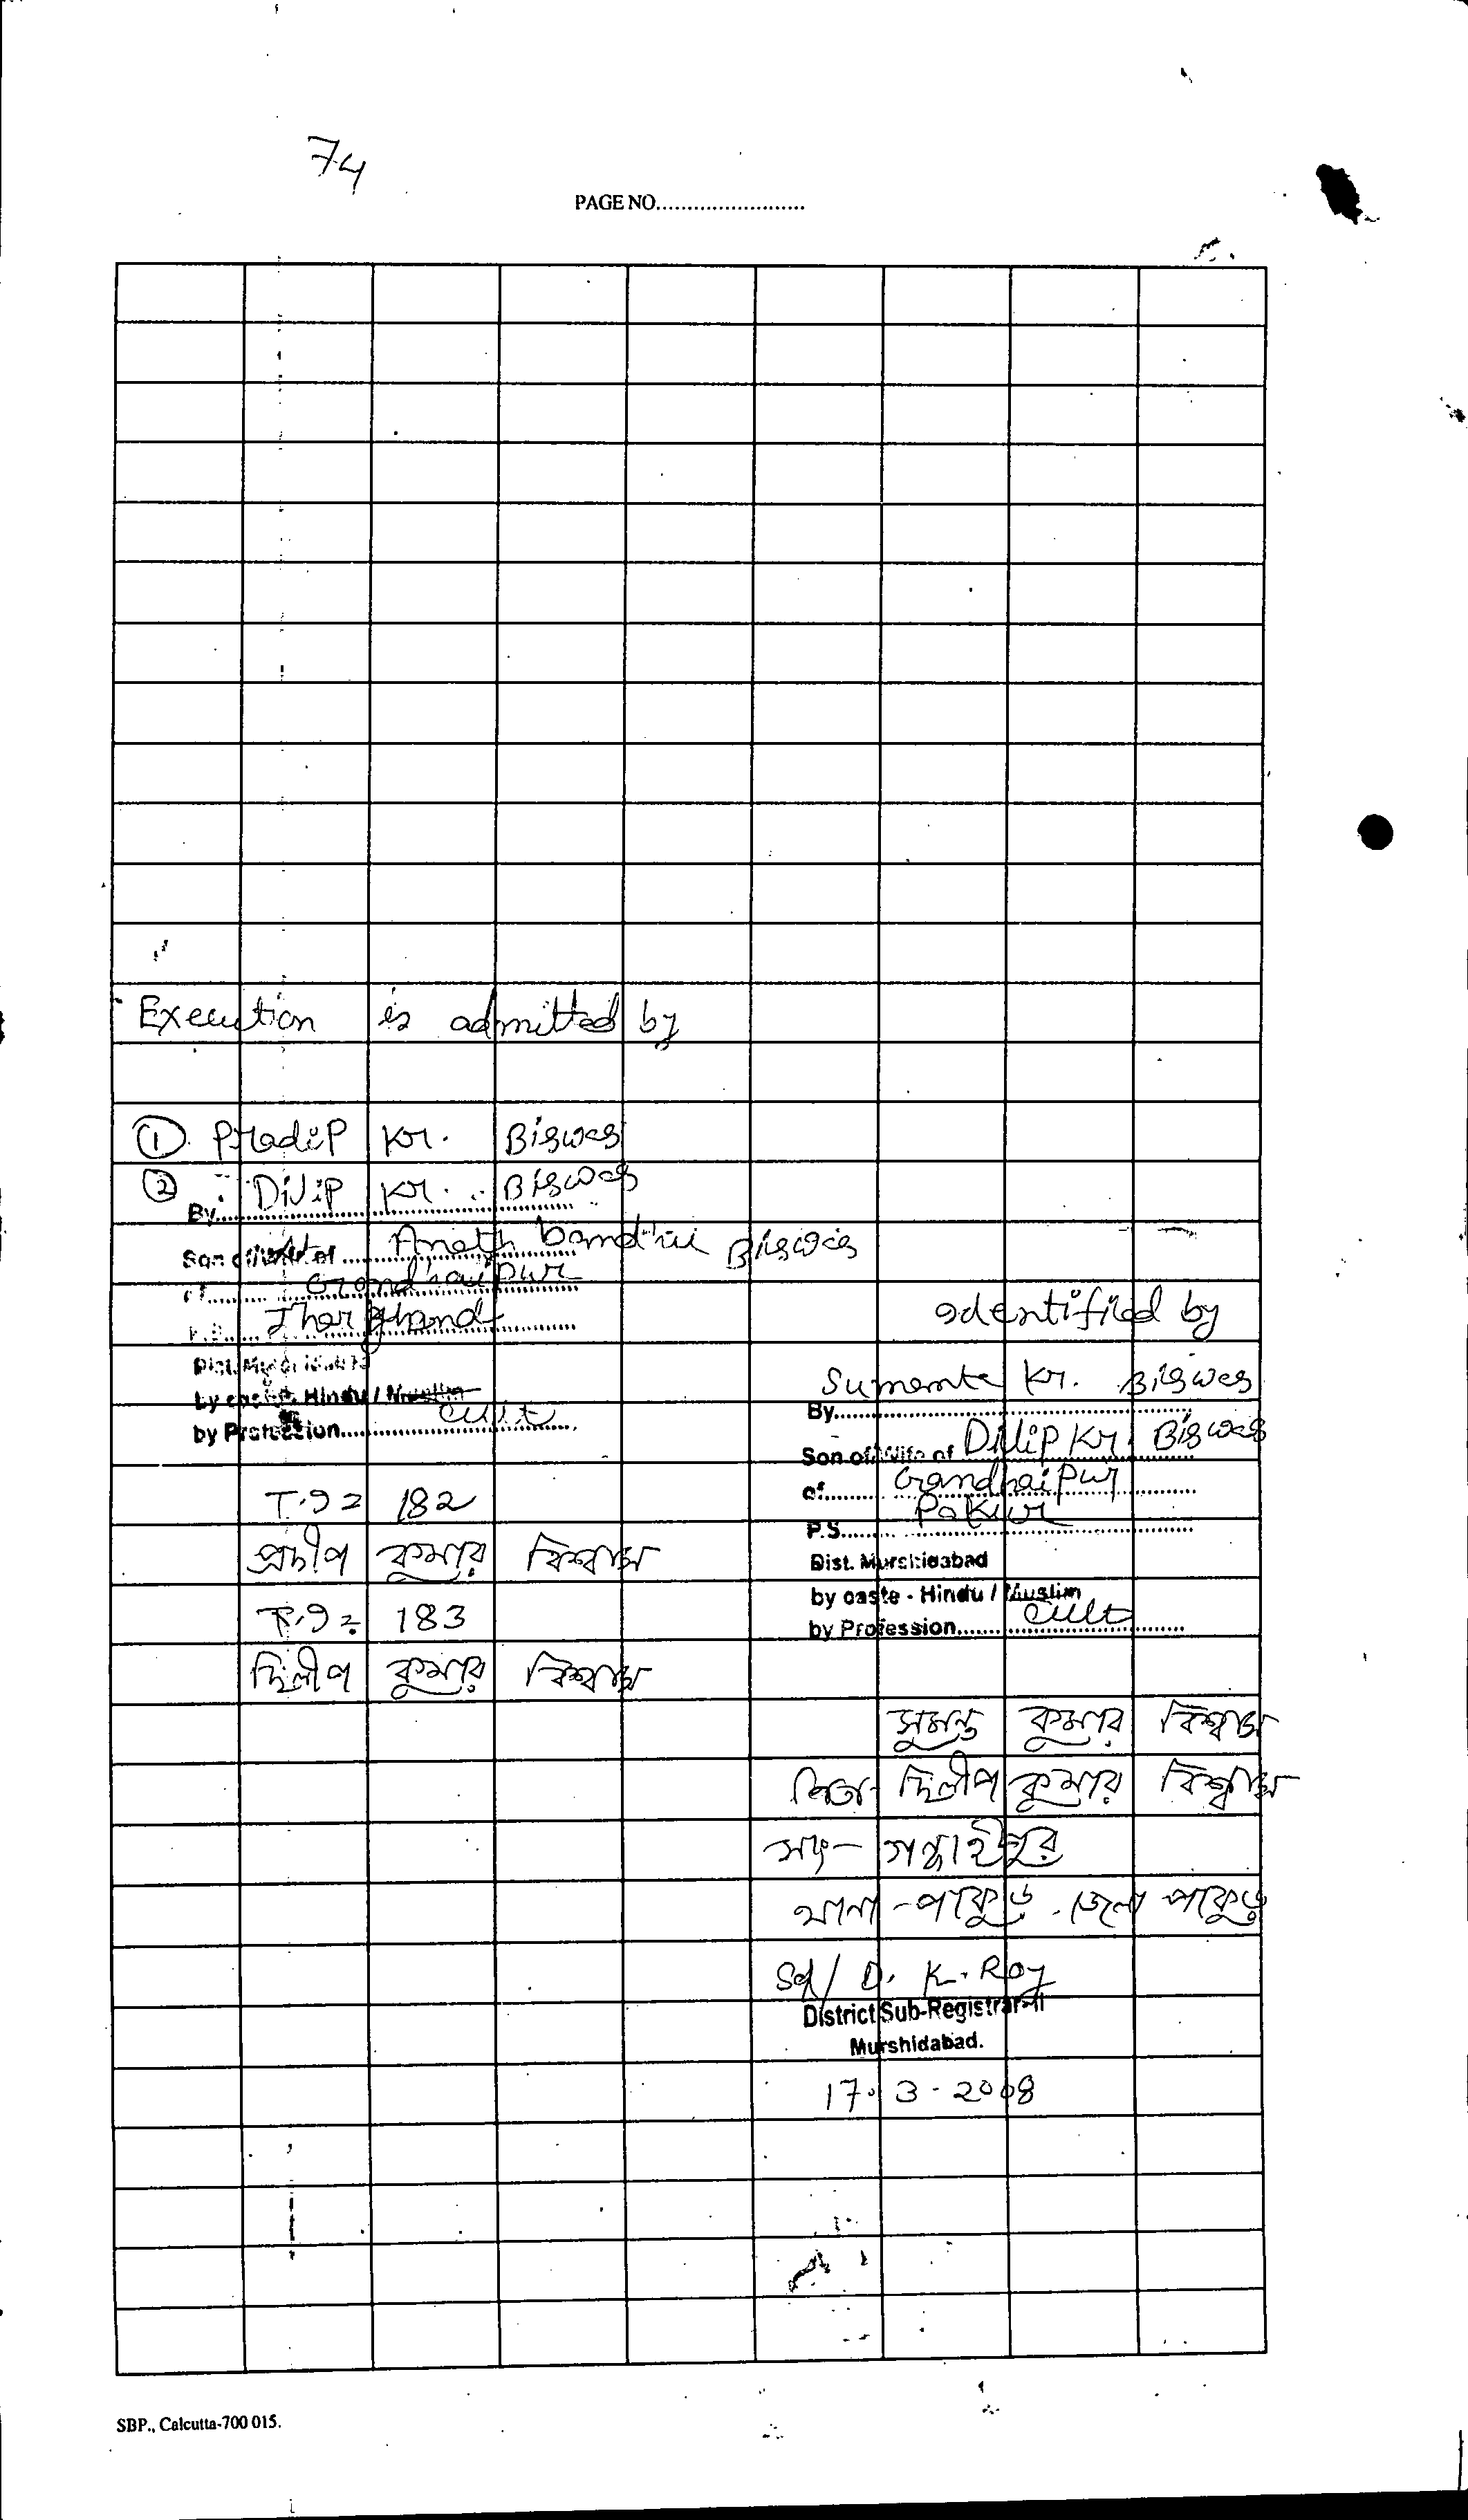 74
PAGE NO.........................
Execution is admitted by
① Pradip Kr. Biswas
② Dilip Kr. Biswas
By
Son of/Wife of Anath bandhu Biswas
of Gandhaipur
P.S. Jharkhand
Dist. Murshidabad
by caste - Hindu / Muslim
by Profession Cult
182
প্রদীপ কুমার বিশ্বাস
183
দিলীপ কুমার বিশ্বাস
Identified by
Sumanta Kr. Biswas
By
Son of/Wife of Dilip Kr. Biswas
of Gandhaipur
P.S. Pakur
Dist. Murshidabad
by caste - Hindu / Muslim
by Profession Cult
সুমন্ত কুমার বিশ্বাস
পিতা- দিলীপ কুমার বিশ্বাস
সাং- গন্ধাইপুর
থানা - পাকুড় . জেলা পাকুড়
Sd/ D. K. Roy
District Sub-Registrar-II
Murshidabad.
17.3-2008
SBP., Calcutta-700 015.